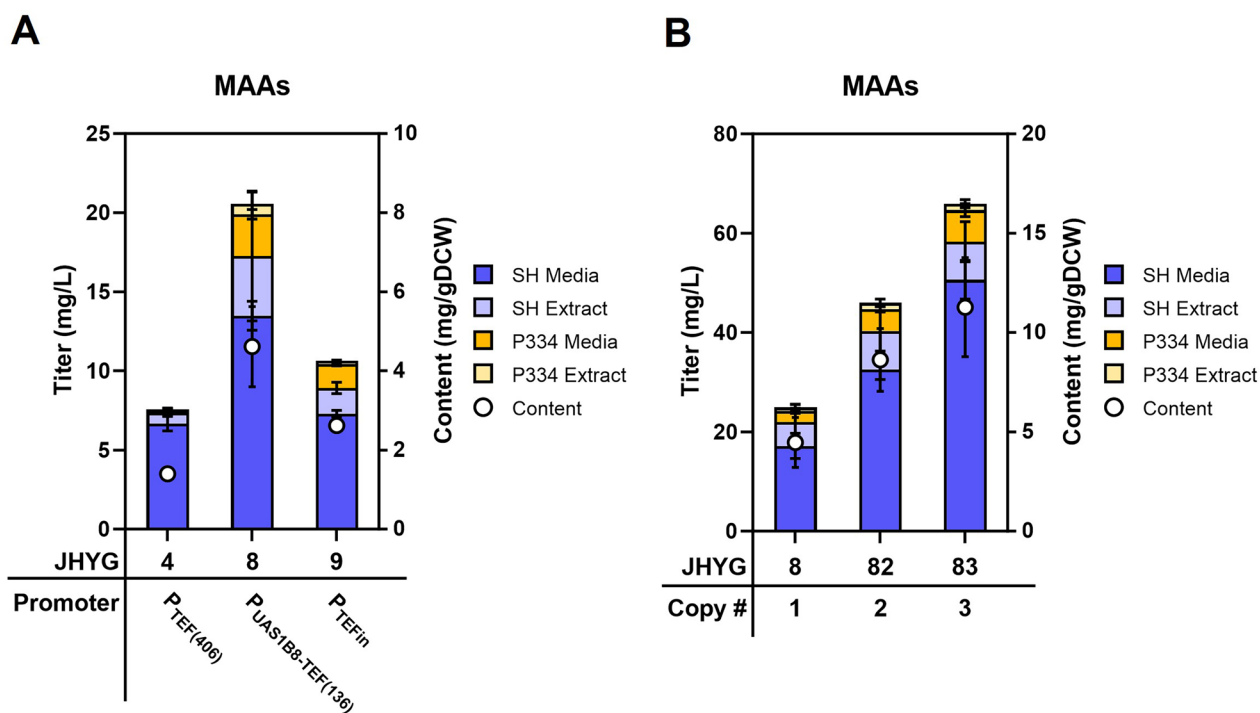 A
MAAs
25
20
15
10
5
0
Titer (mg/L)
10
8
6
4
2
0
Content (mg/gDCW)
SH Media
SH Extract
P334 Media
P334 Extract
Content
JHYG 4 8 9
Promoter P TEF(406) P UAS1B8-TEF(136) P TEFin
B
MAAs
80
60
40
20
0
Titer (mg/L)
20
15
10
5
0
Content (mg/gDCW)
SH Media
SH Extract
P334 Media
P334 Extract
Content
JHYG 8 82 83
Copy # 1 2 3